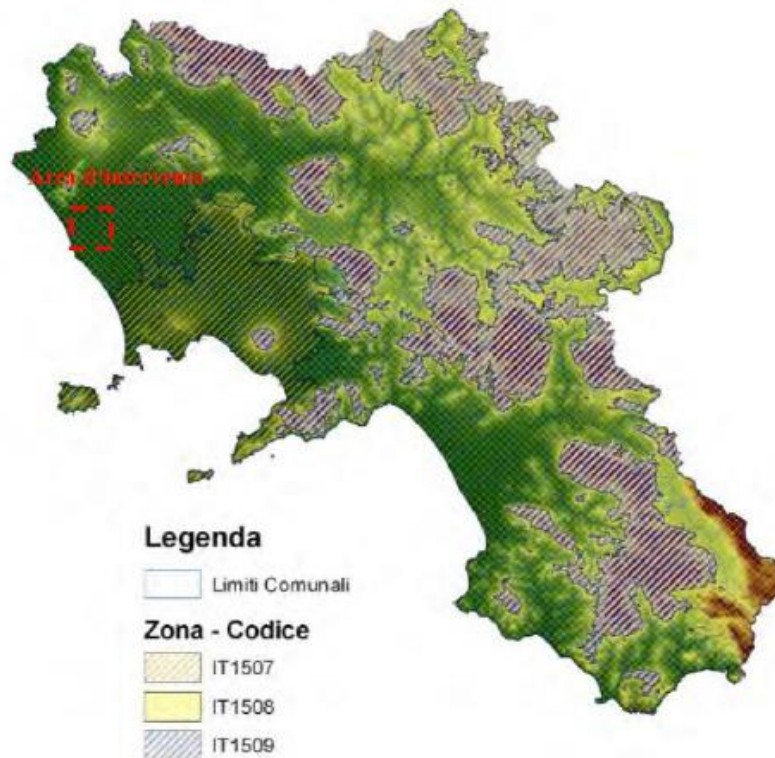 Area d'intervento
Legenda
Limiti Comunali
Zona - Codice
IT1507
IT1508
IT1509